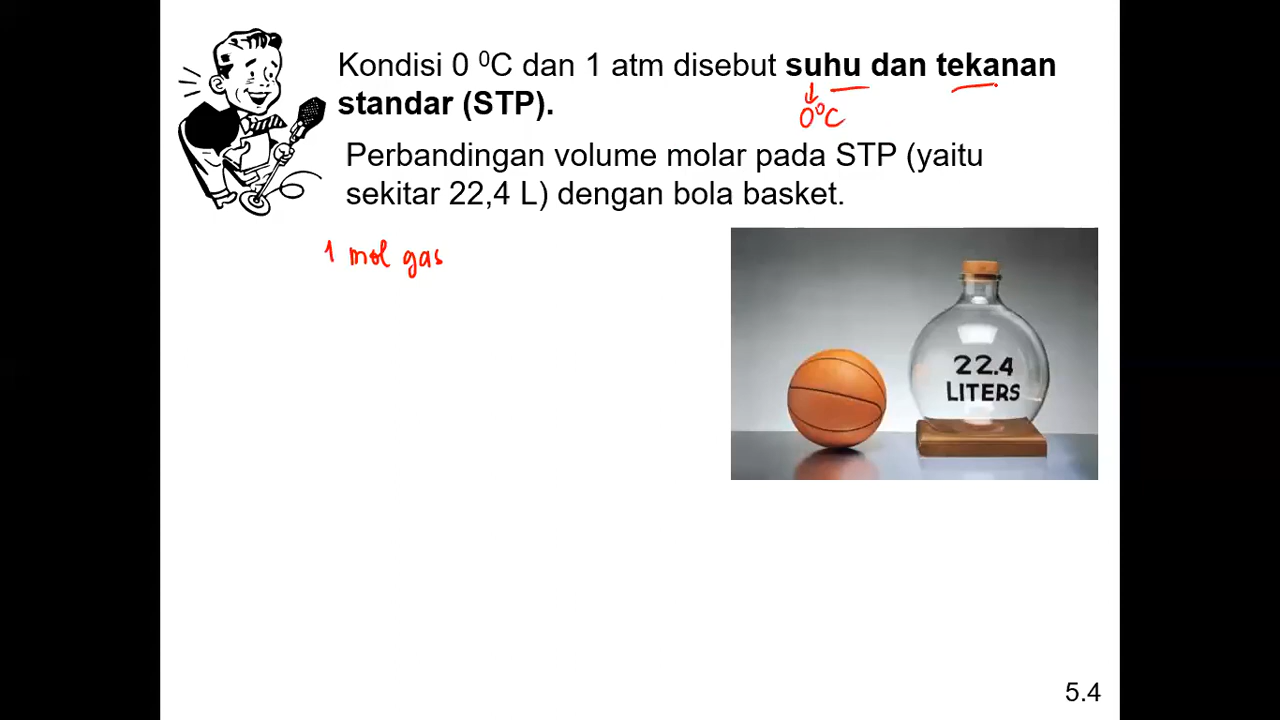 Kondisi 0 ⁰C dan 1 atm disebut suhu dan tekanan
standar (STP).
0°C
Perbandingan volume molar pada STP (yaitu
sekitar 22,4 L) dengan bola basket.
1 mol gas
22.4
LITERS
5.4